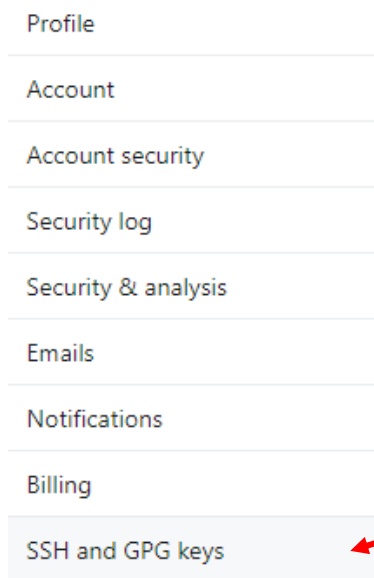 Profile
Account
Account security
Security log
Security & analysis
Emails
Notifications
Billing
SSH and GPG keys